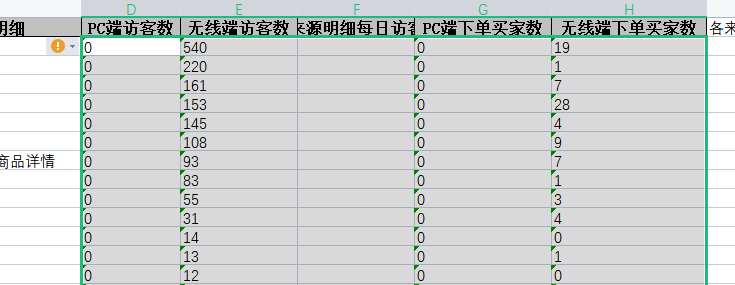 D E F G H
明细 PC端访客数 无线端访客数 来源明细每日访客 PC端下单买家数 无线端下单买家数 各来
0 540 0 19
0 220 0 1
0 161 0 7
0 153 0 28
0 145 0 4
0 108 0 9
商品详情 0 93 0 7
0 83 0 1
0 55 0 3
0 31 0 4
0 14 0 0
0 13 0 1
0 12 0 0